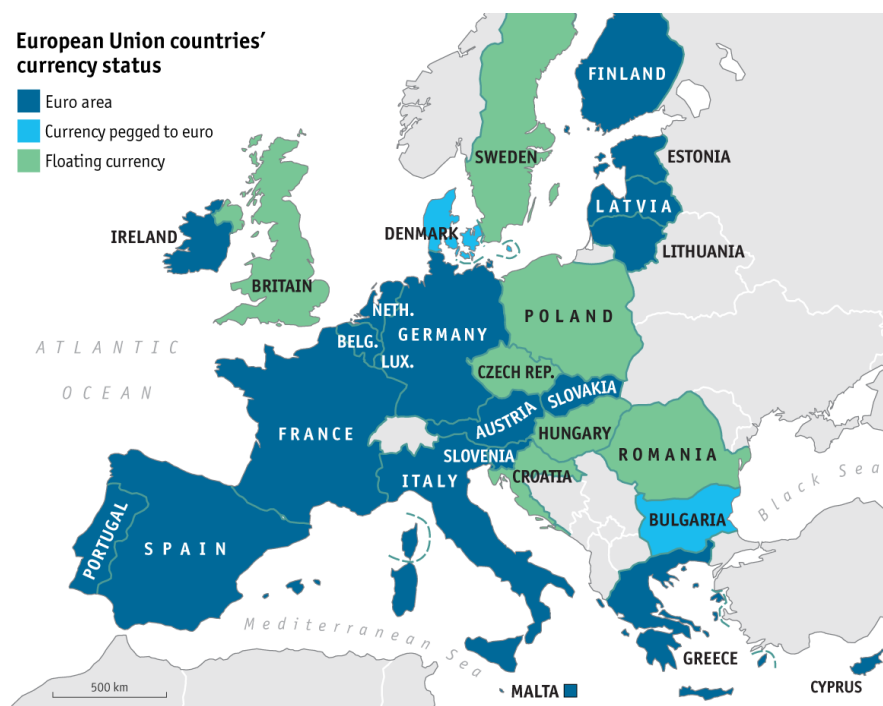 European Union countries'
currency status
Euro area
Currency pegged to euro
Floating currency
FINLAND
SWEDEN
ESTONIA
LATVIA
LITHUANIA
DENMARK
IRELAND
BRITAIN
NETH.
GERMANY
BELG.
LUX.
POLAND
CZECH REP.
SLOVAKIA
AUSTRIA
HUNGARY
ATLANTIC
OCEAN
FRANCE
SLOVENIA
ITALY
CROATIA
ROMANIA
Black Sea
BULGARIA
PORTUGAL
SPAIN
Mediterranean Sea
GREECE
500 km
MALTA
CYPRUS